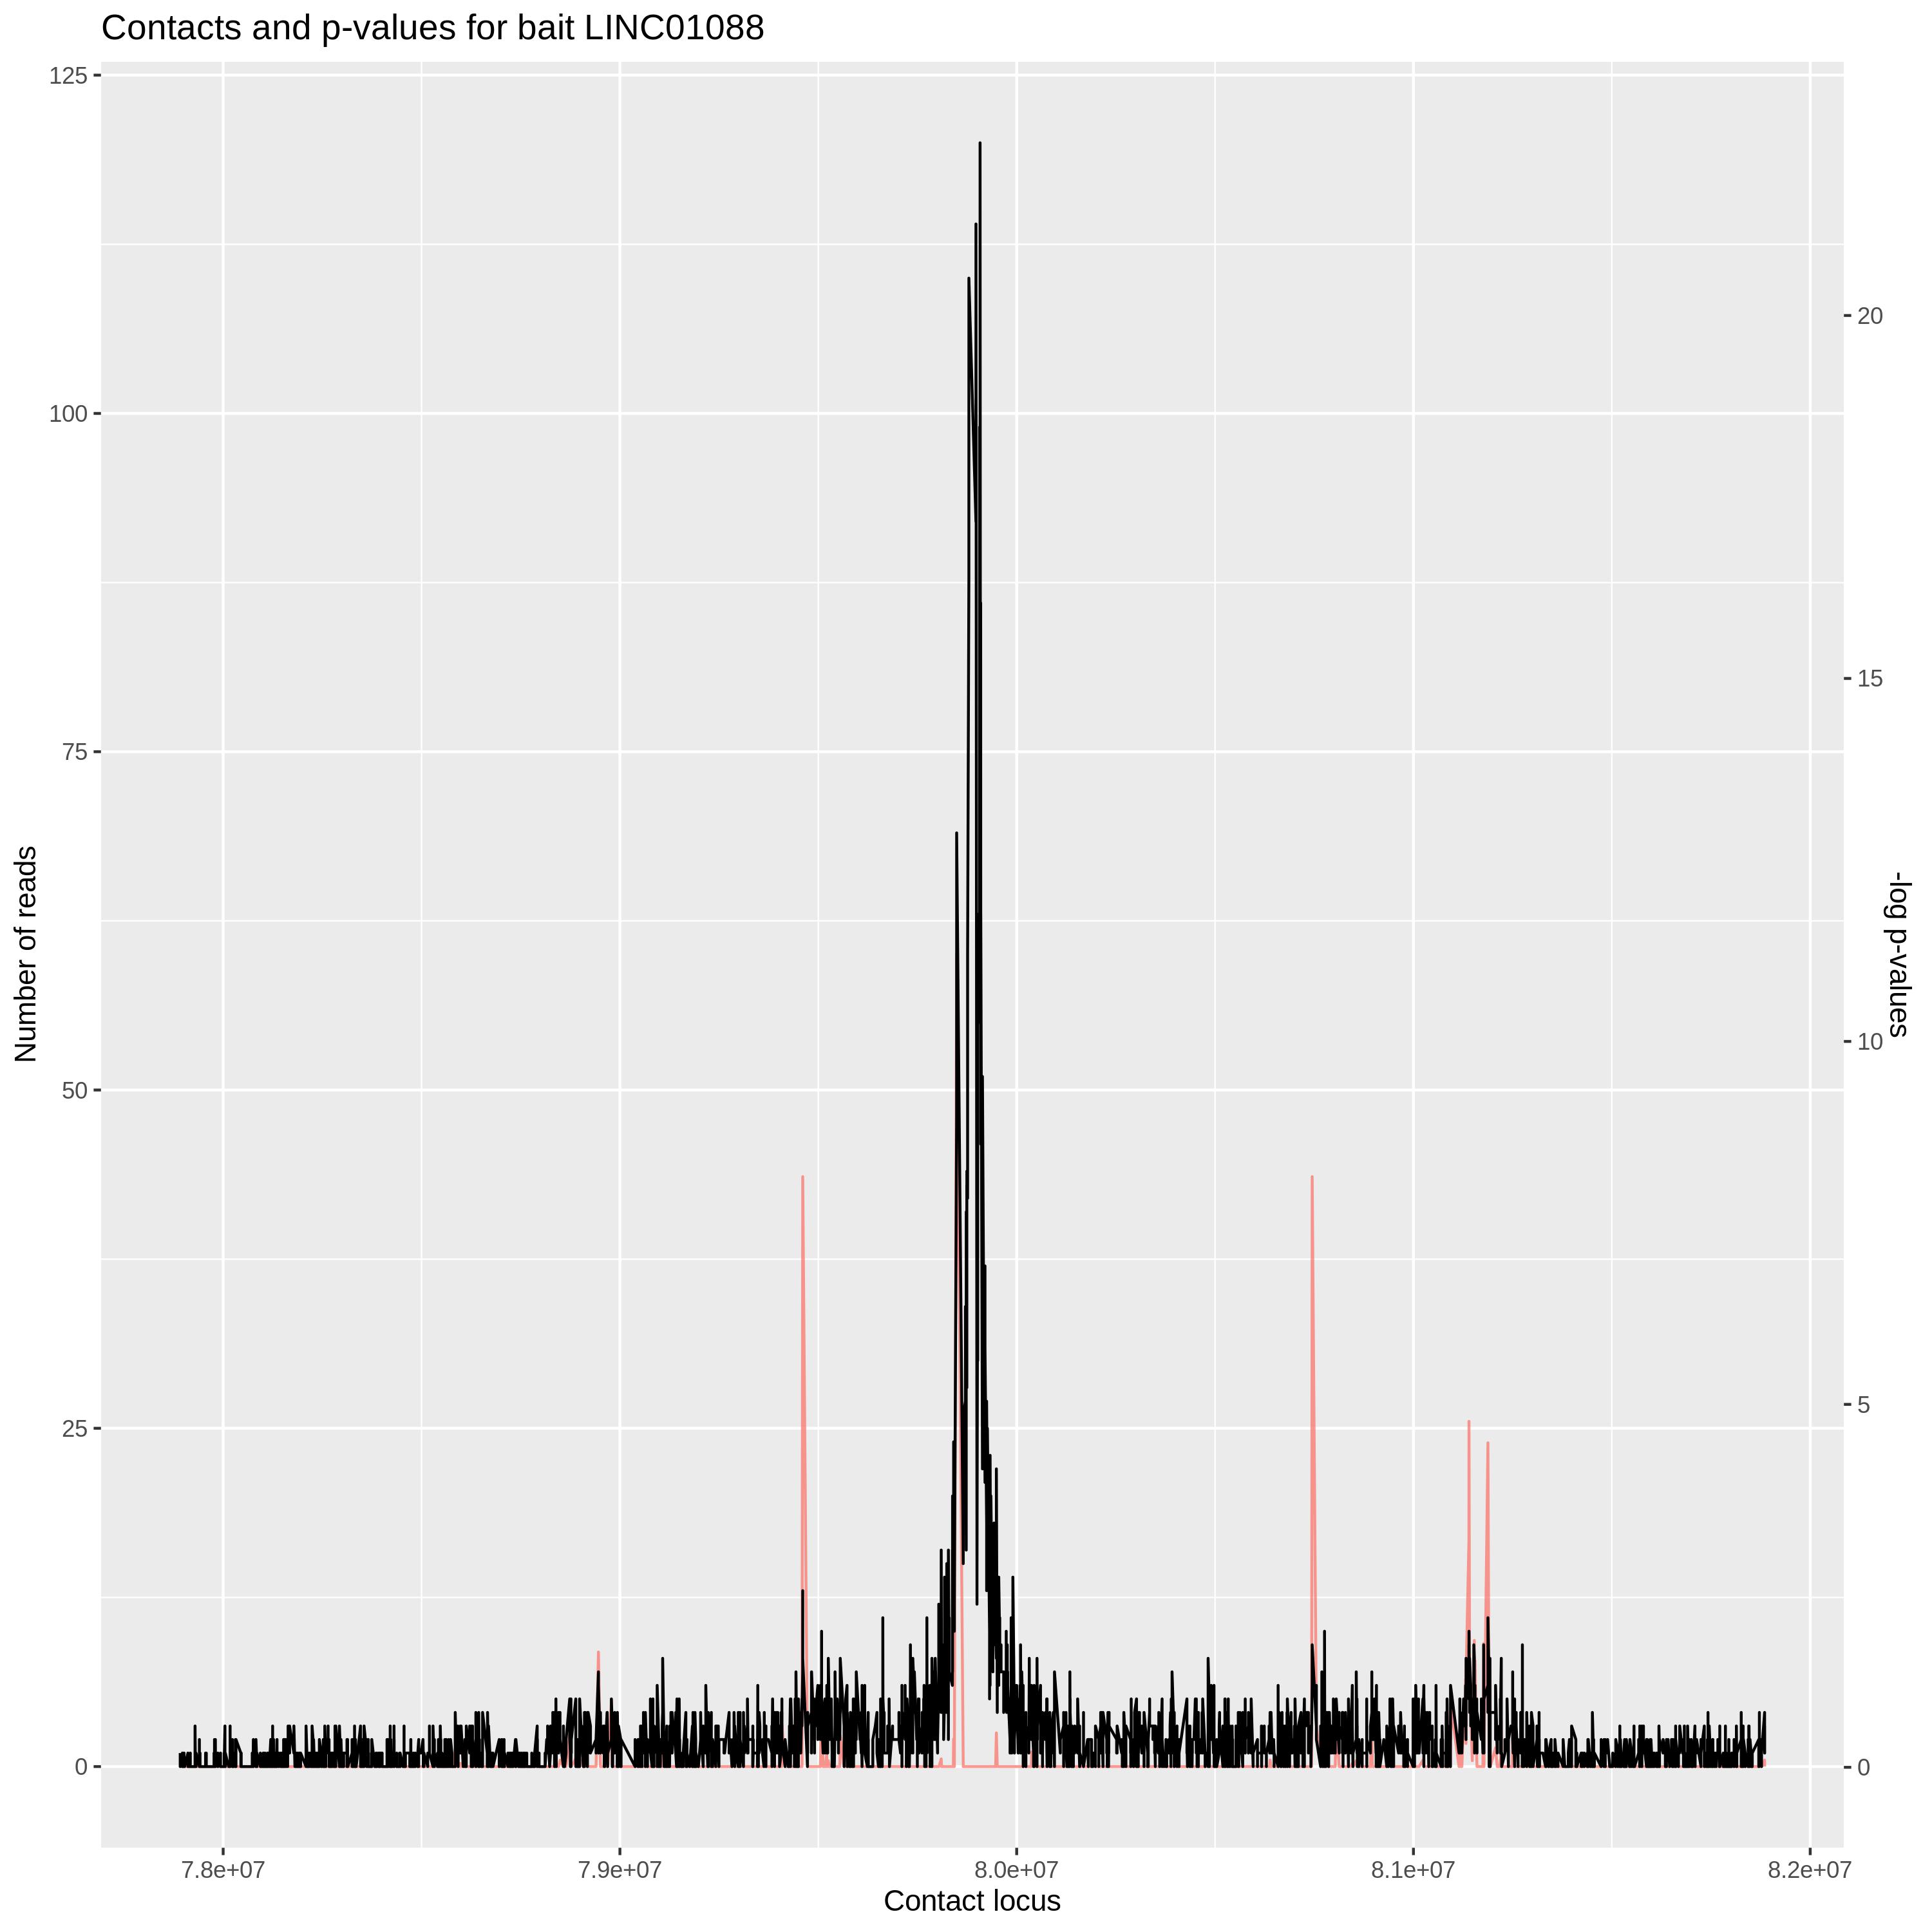 Contacts and p-values for bait LINC01088
125
100
75
50
25
0
Number of reads
20
15
10
5
0
-log p-values
7.8e+07
7.9e+07
8.0e+07
8.1e+07
8.2e+07
Contact locus